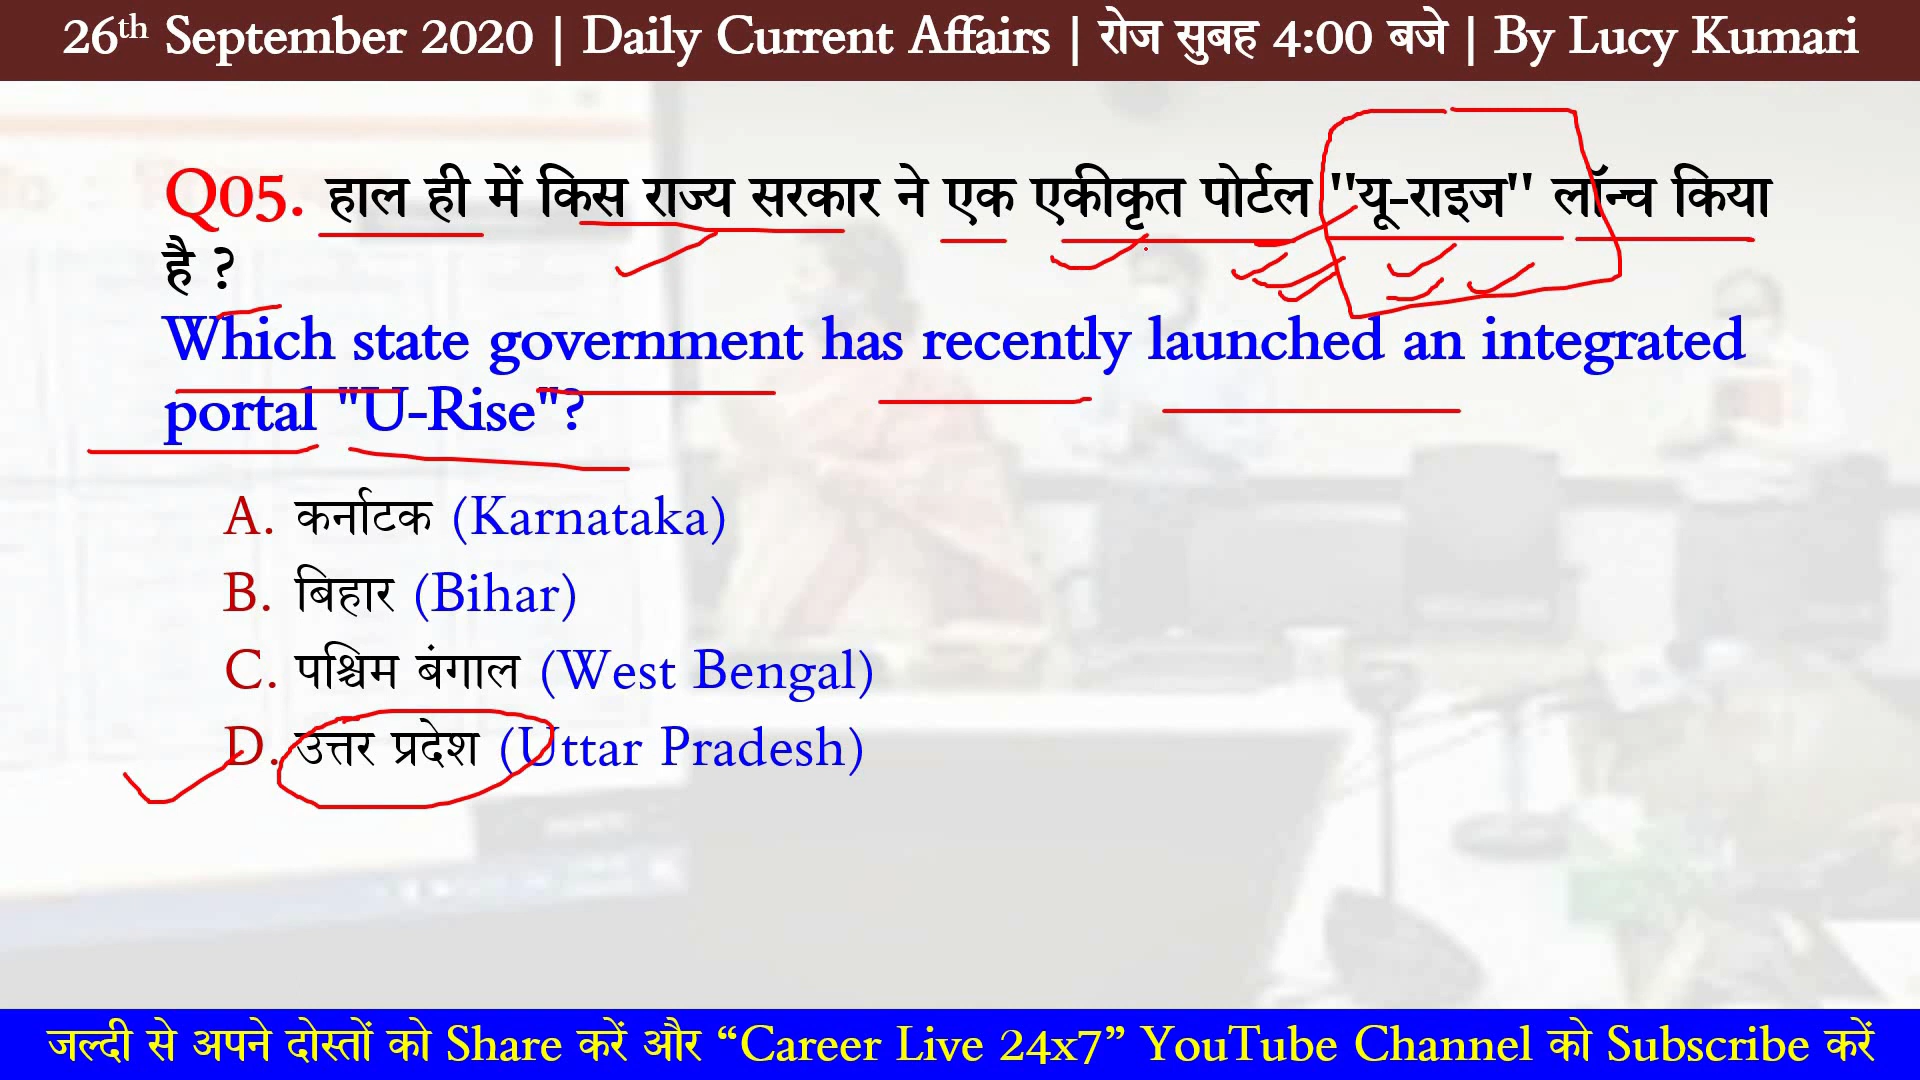 26th September 2020 | Daily Current Affairs | रोज सुबह 4:00 बजे | By Lucy Kumari
Q05. हाल ही में किस राज्य सरकार ने एक एकीकृत पोर्टल "यू-राइज" लॉन्च किया
है ?
Which state government has recently launched an integrated
portal "U-Rise"?
A. कर्नाटक (Karnataka)
B. बिहार (Bihar)
C. पश्चिम बंगाल (West Bengal)
D. उत्तर प्रदेश (Uttar Pradesh)
जल्दी से अपने दोस्तों को Share करें और “Career Live 24x7” YouTube Channel को Subscribe करें